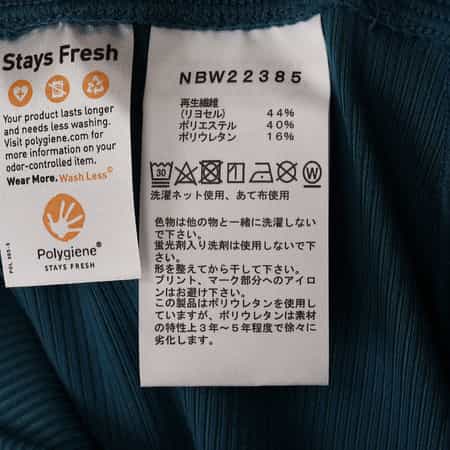 Stays Fresh
Your product lasts longer
and needs less washing.
Visit polygiene.com for
more information on your
odor-controlled item.
Wear More. Wash Less©
Polygiene®
STAYS FRESH
NBW22385
再生繊維
(リヨセル) 44%
ポリエステル 40%
ポリウレタン 16%
30
W
洗濯ネット使用、あて布使用
色物は他の物と一緒に洗濯しない
で下さい。
蛍光剤入り洗剤は使用しないで下
さい。
形を整えてから干して下さい。
プリント、マーク部分へのアイロ
ンはお避け下さい。
この製品はポリウレタンを使用し
ていますが、ポリウレタンは素材
の特性上3年〜5年程度で徐々に
劣化します。